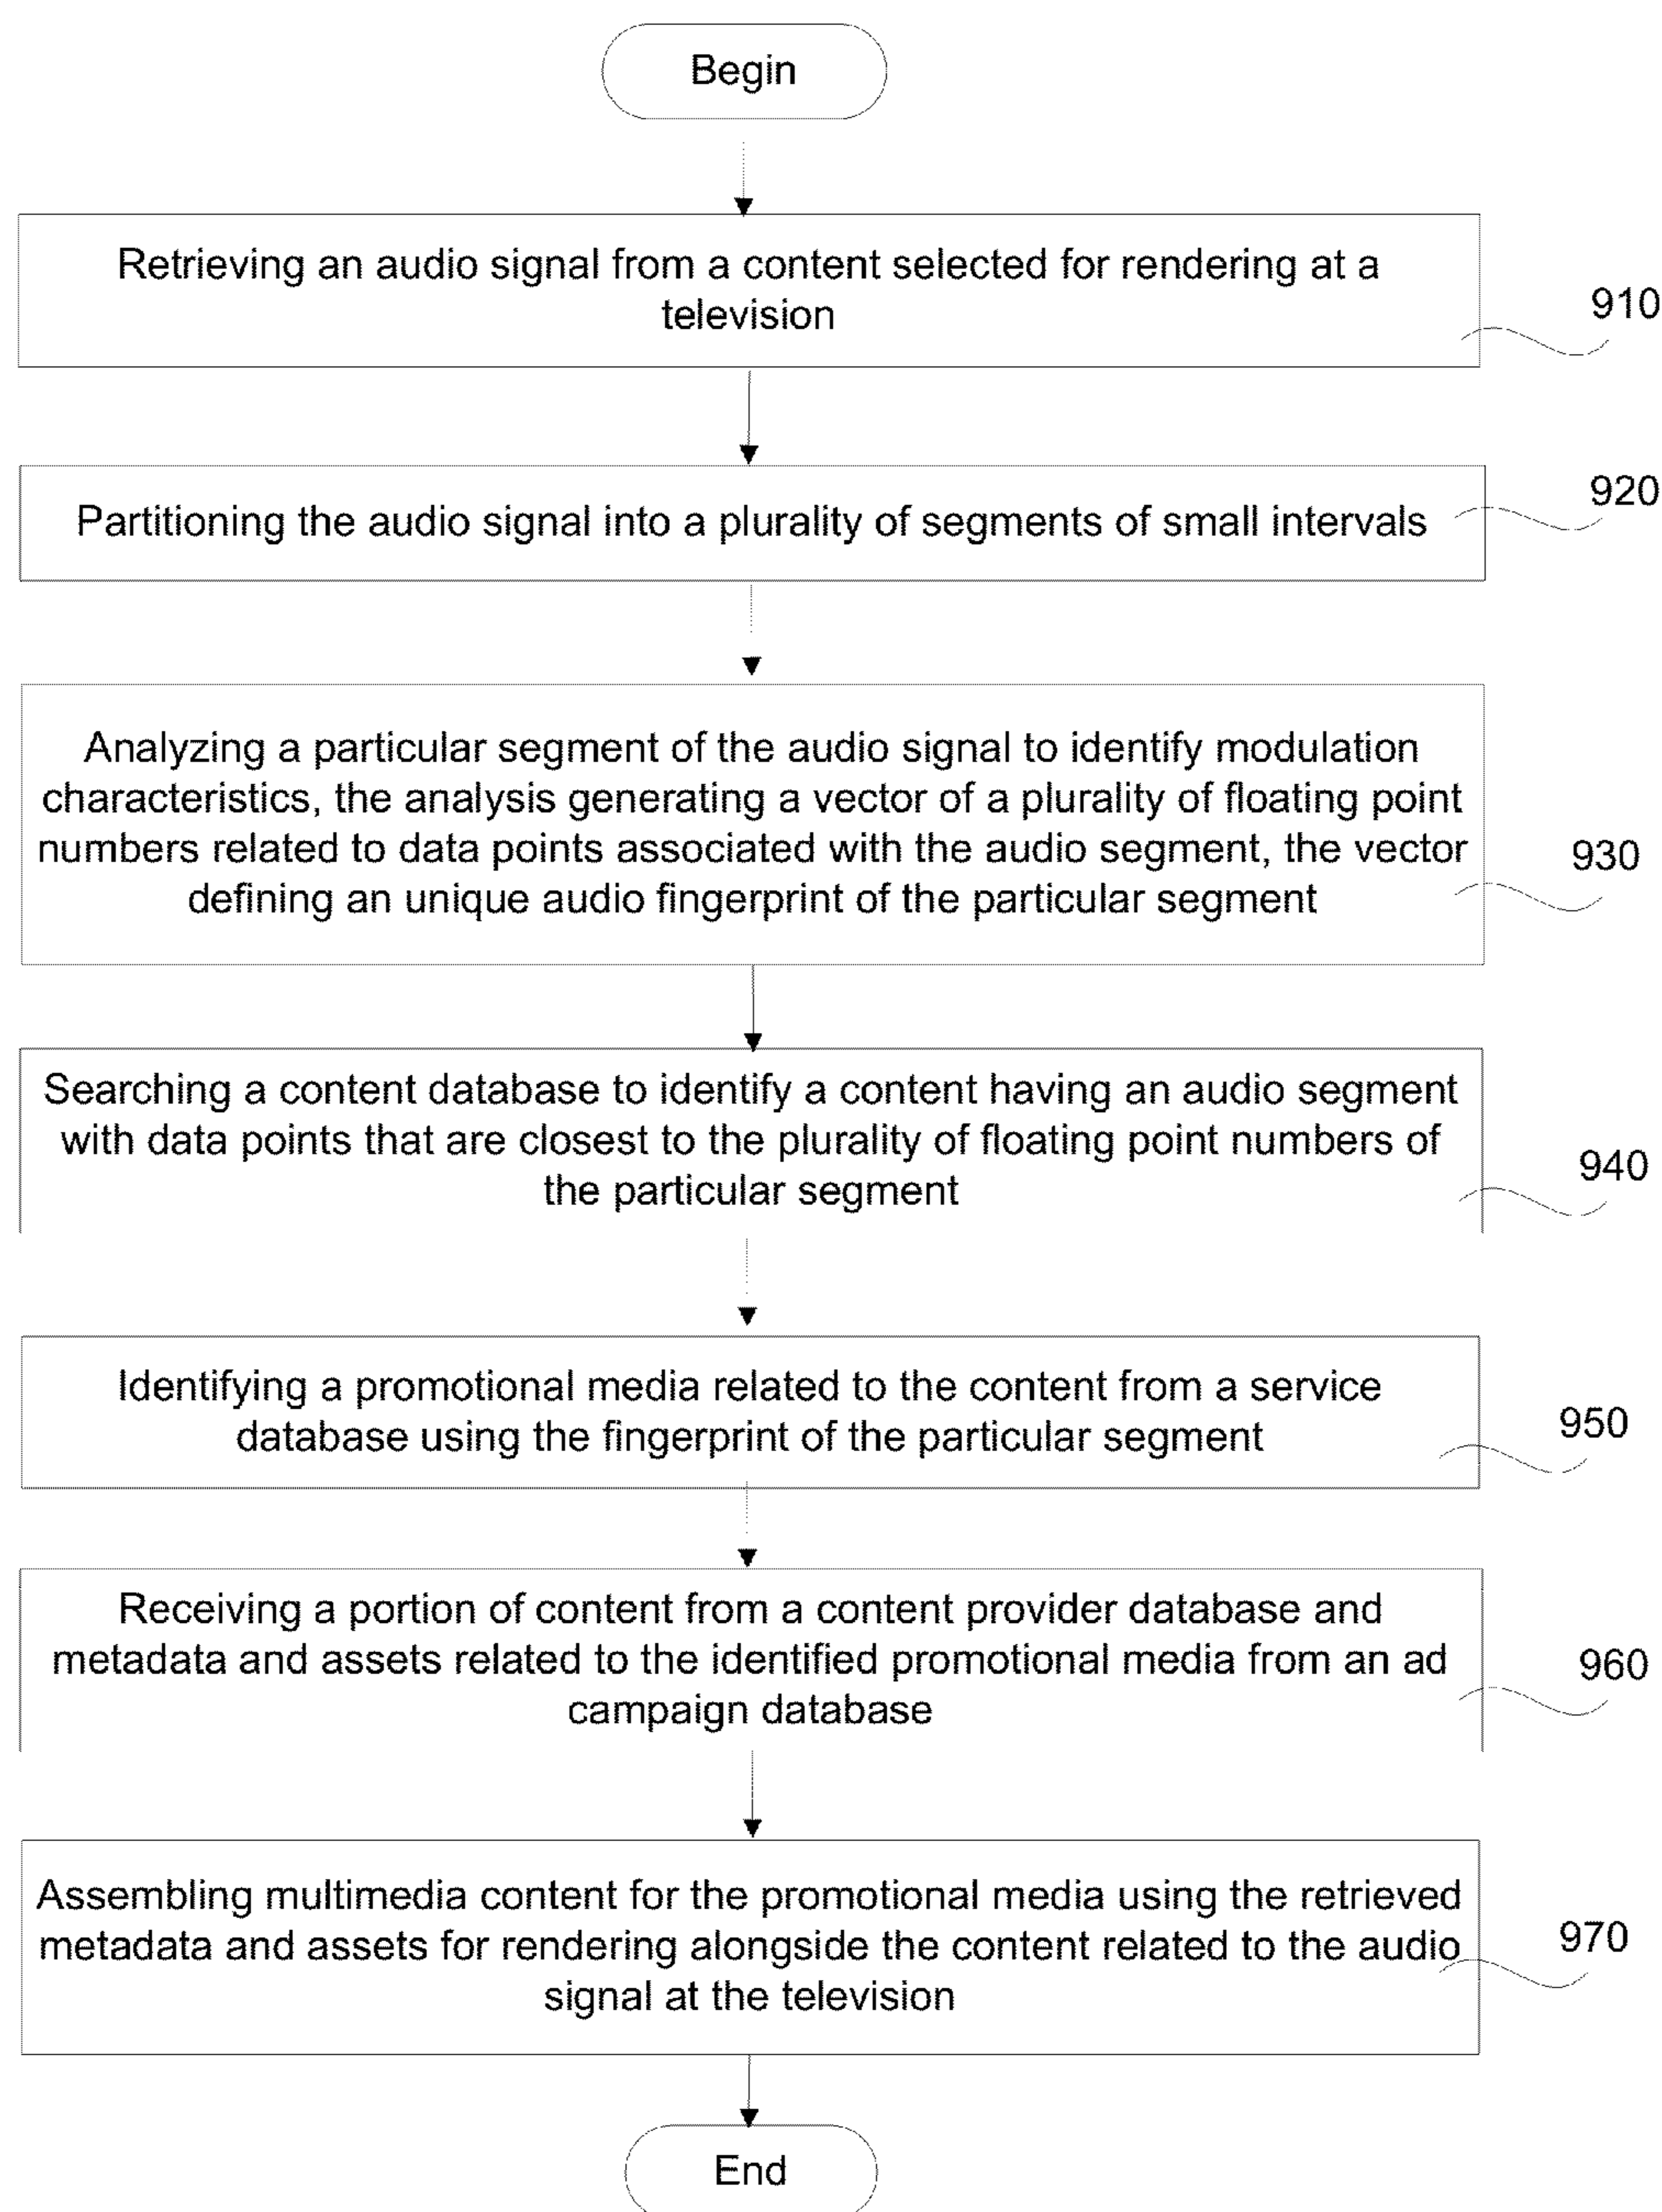 Begin
Retrieving an audio signal from a content selected for rendering at a
television
910
Partitioning the audio signal into a plurality of segments of small intervals
920
Analyzing a particular segment of the audio signal to identify modulation
characteristics, the analysis generating a vector of a plurality of floating point
numbers related to data points associated with the audio segment, the vector
defining an unique audio fingerprint of the particular segment
930
Searching a content database to identify a content having an audio segment
with data points that are closest to the plurality of floating point numbers of
the particular segment
940
Identifying a promotional media related to the content from a service
database using the fingerprint of the particular segment
950
Receiving a portion of content from a content provider database and
metadata and assets related to the identified promotional media from an ad
campaign database
960
Assembling multimedia content for the promotional media using the retrieved
metadata and assets for rendering alongside the content related to the audio
signal at the television
970
End